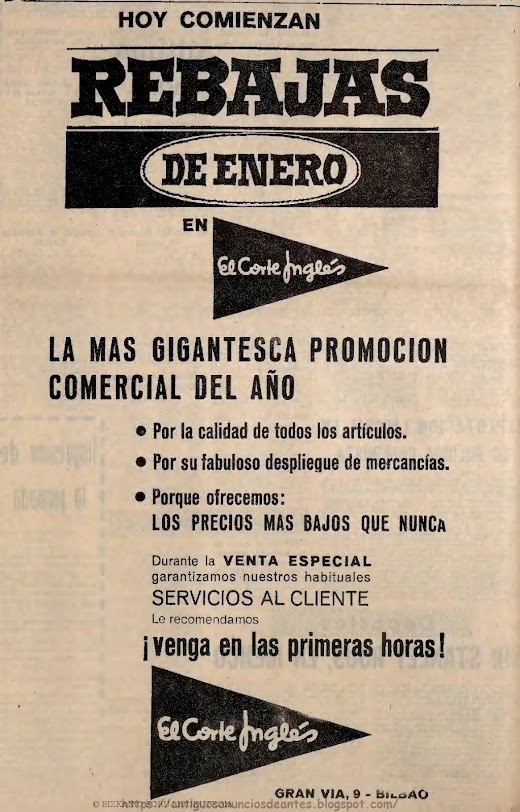 HOY COMIENZAN
REBAJAS
DE ENERO
EN
El Corte Inglés
LA MAS GIGANTESCA PROMOCION
COMERCIAL DEL AÑO
• Por la calidad de todos los artículos.
• Por su fabuloso despliegue de mercancías.
• Porque ofrecemos:
LOS PRECIOS MAS BAJOS QUE NUNCA
Durante la VENTA ESPECIAL
garantizamos nuestros habituales
SERVICIOS AL CLIENTE
Le recomendamos
¡venga en las primeras horas!
El Corte Inglés
GRAN VIA, 9 - BILBAO